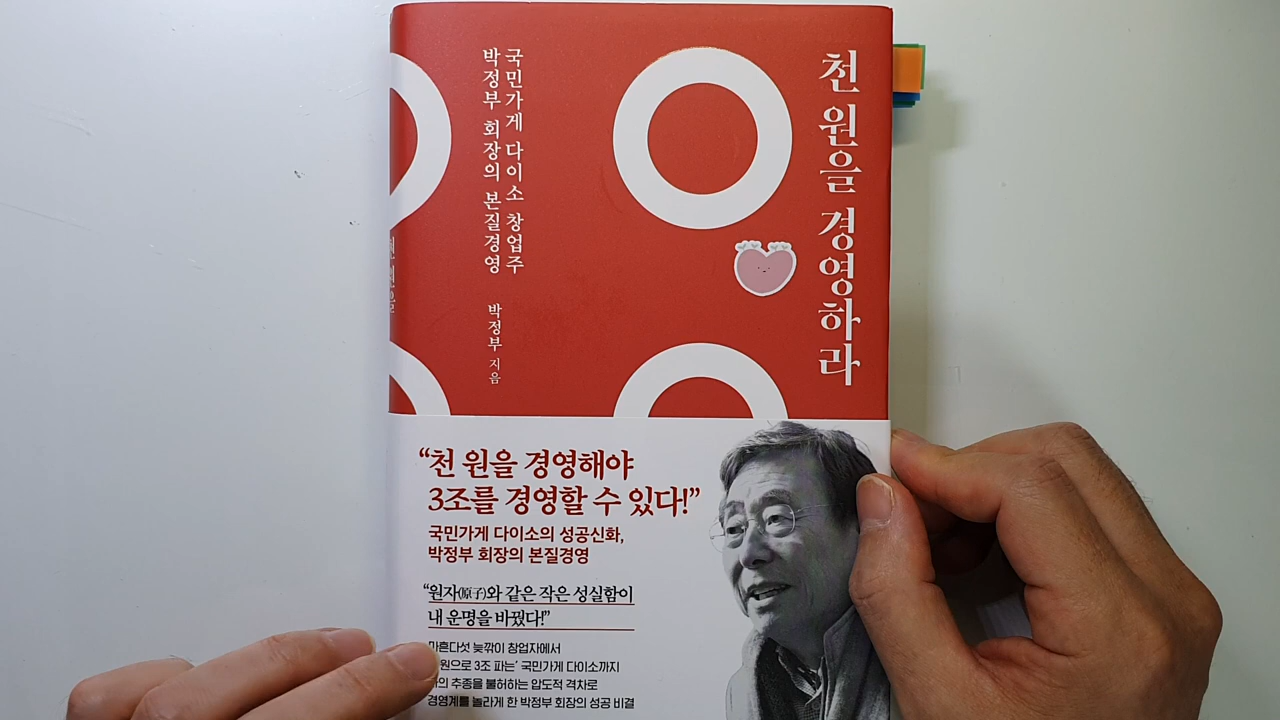 천 원을 경영하라
국민가게 다이소 창업주
박정부 회장의 본질경영
박정부 지음
천 원을
“천 원을 경영해야
3조를 경영할 수 있다!”
국민가게 다이소의 성공신화,
박정부 회장의 본질경영
“원자(原子)와 같은 작은 성실함이
내 운명을 바꿨다!”
마흔다섯 늦깎이 창업자에서
원으로 3조 파는’ 국민가게 다이소까지
추종을 불허하는 압도적 격차로
경영계를 놀라게 한 박정부 회장의 성공 비결